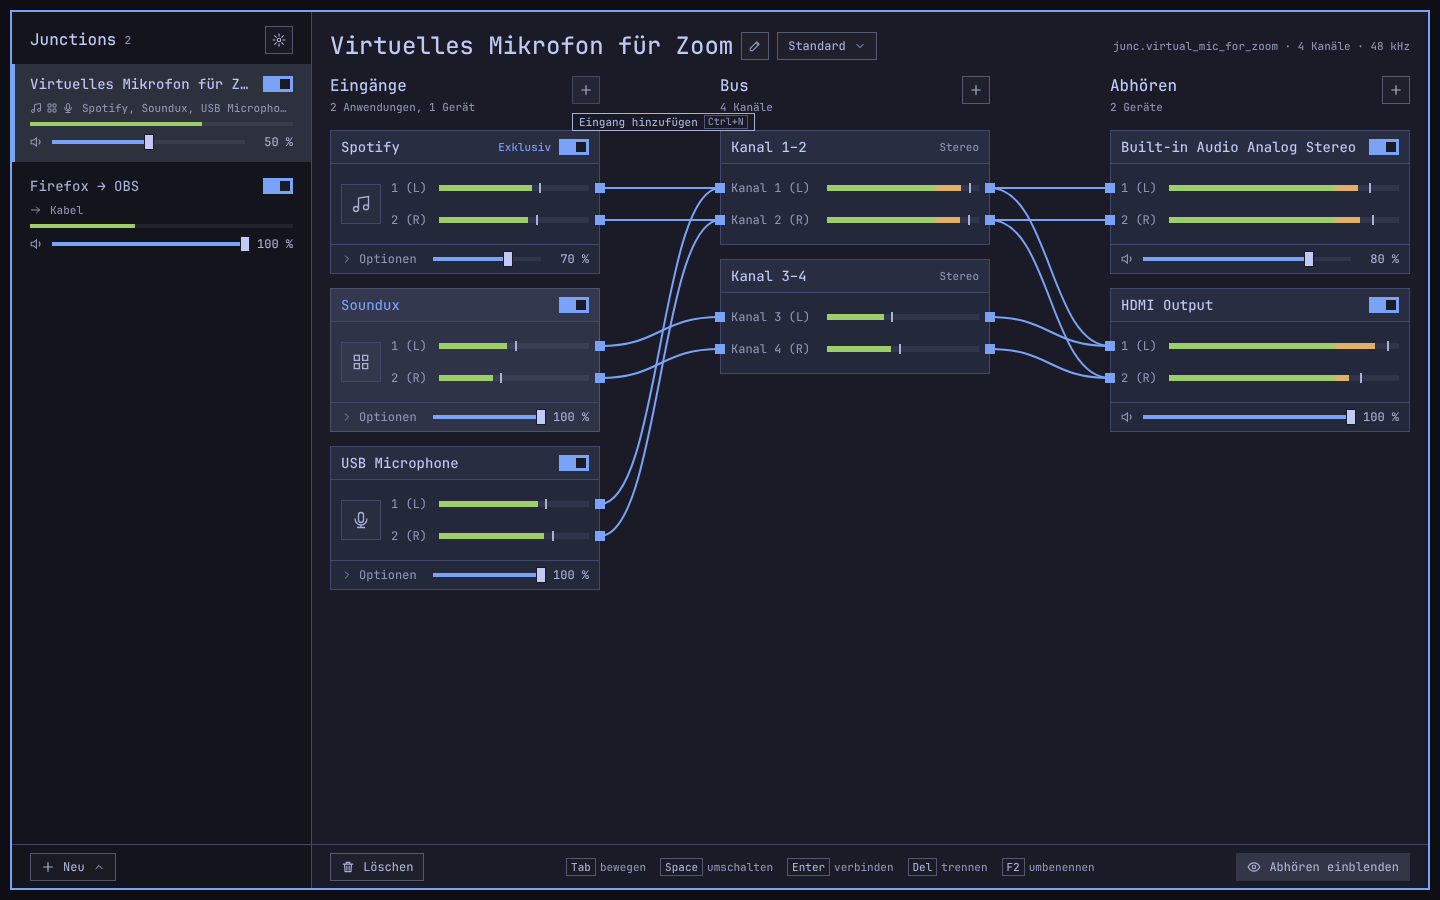 Junctions 2
Virtuelles Mikrofon für Z…
Spotify, Soundux, USB Micropho…
50 %
Firefox → OBS
Kabel
100 %
Neu
Virtuelles Mikrofon für Zoom
Standard
junc.virtual_mic_for_zoom · 4 Kanäle · 48 kHz
Eingänge
2 Anwendungen, 1 Gerät
Eingang hinzufügen Ctrl+N
Spotify
Exklusiv
1 (L)
2 (R)
Optionen
70 %
Soundux
1 (L)
2 (R)
Optionen
100 %
USB Microphone
1 (L)
2 (R)
Optionen
100 %
Bus
4 Kanäle
Kanal 1–2
Stereo
Kanal 1 (L)
Kanal 2 (R)
Kanal 3–4
Stereo
Kanal 3 (L)
Kanal 4 (R)
Abhören
2 Geräte
Built-in Audio Analog Stereo
1 (L)
2 (R)
80 %
HDMI Output
1 (L)
2 (R)
100 %
Löschen
Tab bewegen
Space umschalten
Enter verbinden
Del trennen
F2 umbenennen
Abhören einblenden